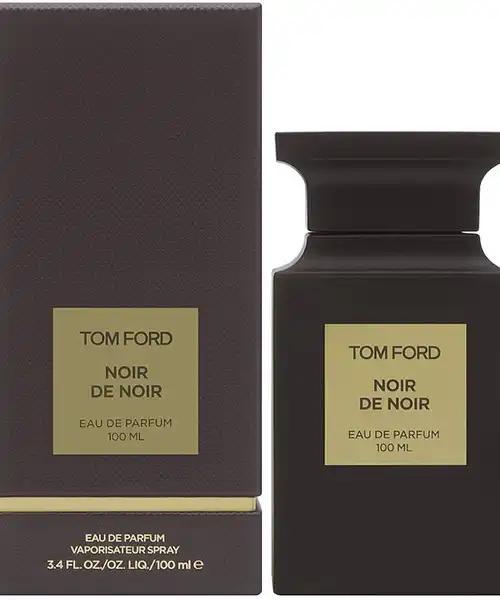 TOM FORD
NOIR
DE NOIR
EAU DE PARFUM
100 ML
EAU DE PARFUM
VAPORISATEUR SPRAY
3.4 FL. OZ./OZ. LIQ./100 ml ℮
TOM FORD
NOIR
DE NOIR
EAU DE PARFUM
100 ML